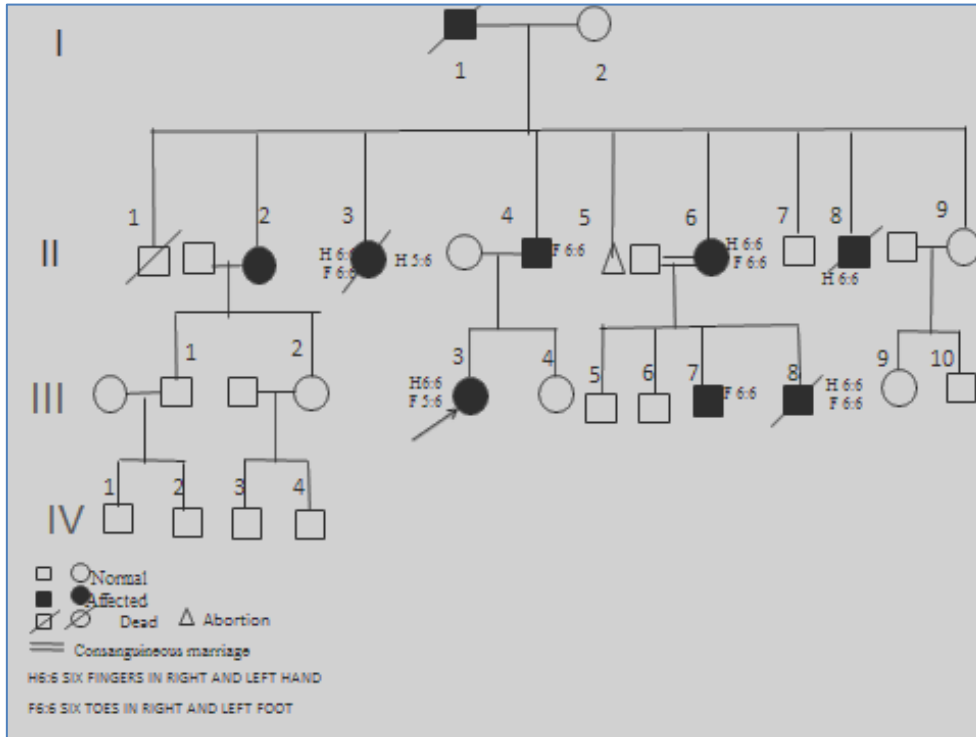 I
1 2
1 2 3 4 5 6 7 8 9
II
H 6:6 F 6:6 H 5:6 F 6:6 H 6:6 F 6:6 H 6:6
1 2 3 4 5 6 7 8 9 10
III
H6:6 F 5:6 F 6:6 H 6:6 F 6:6
1 2 3 4
IV
Normal
Affected
Dead Abortion
Consanguineous marriage
H6:6 SIX FINGERS IN RIGHT AND LEFT HAND
F6:6 SIX TOES IN RIGHT AND LEFT FOOT